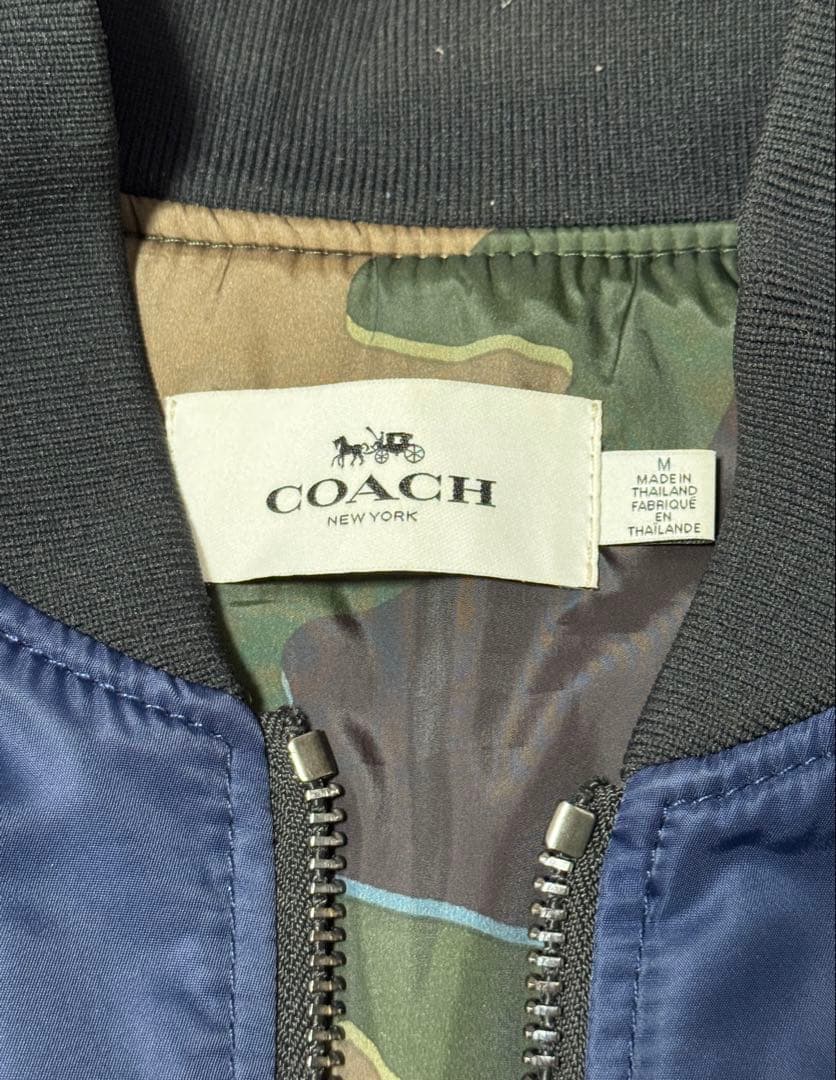 COACH
NEW YORK
M
MADE IN
THAILAND
FABRIQUÉ
EN
THAÏLANDE